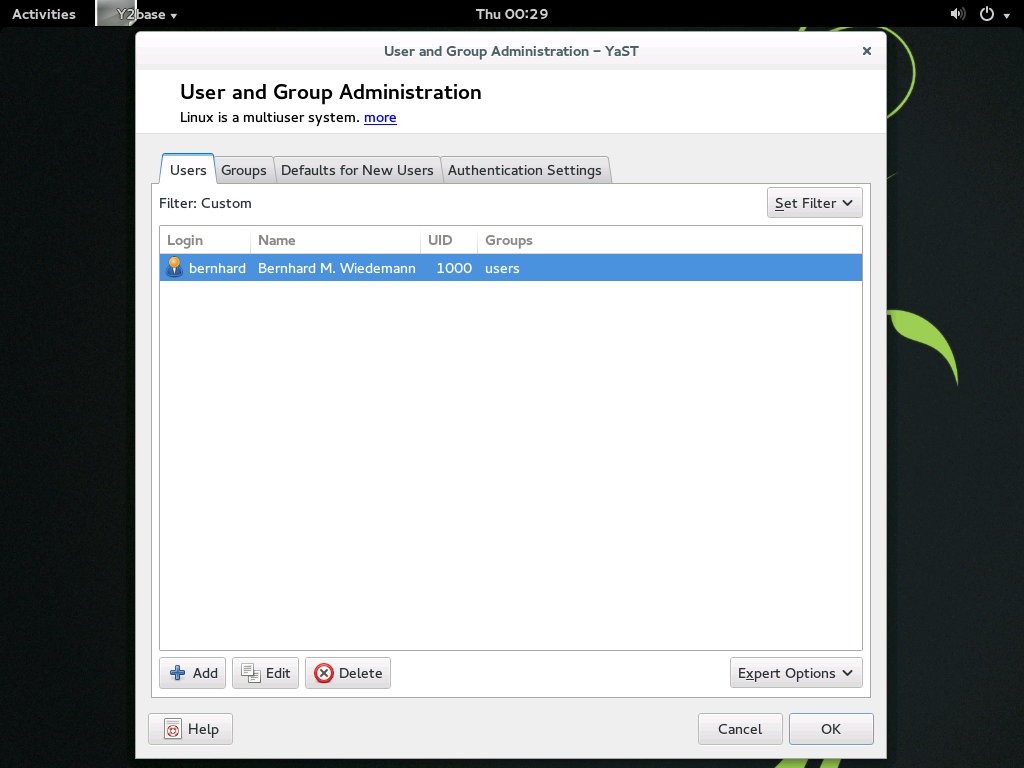 Activities Y2base Thu 00:29
User and Group Administration – YaST
User and Group Administration
Linux is a multiuser system. more
Users Groups Defaults for New Users Authentication Settings
Filter: Custom Set Filter
Login Name UID Groups
bernhard Bernhard M. Wiedemann 1000 users
Add Edit Delete Expert Options
Help Cancel OK